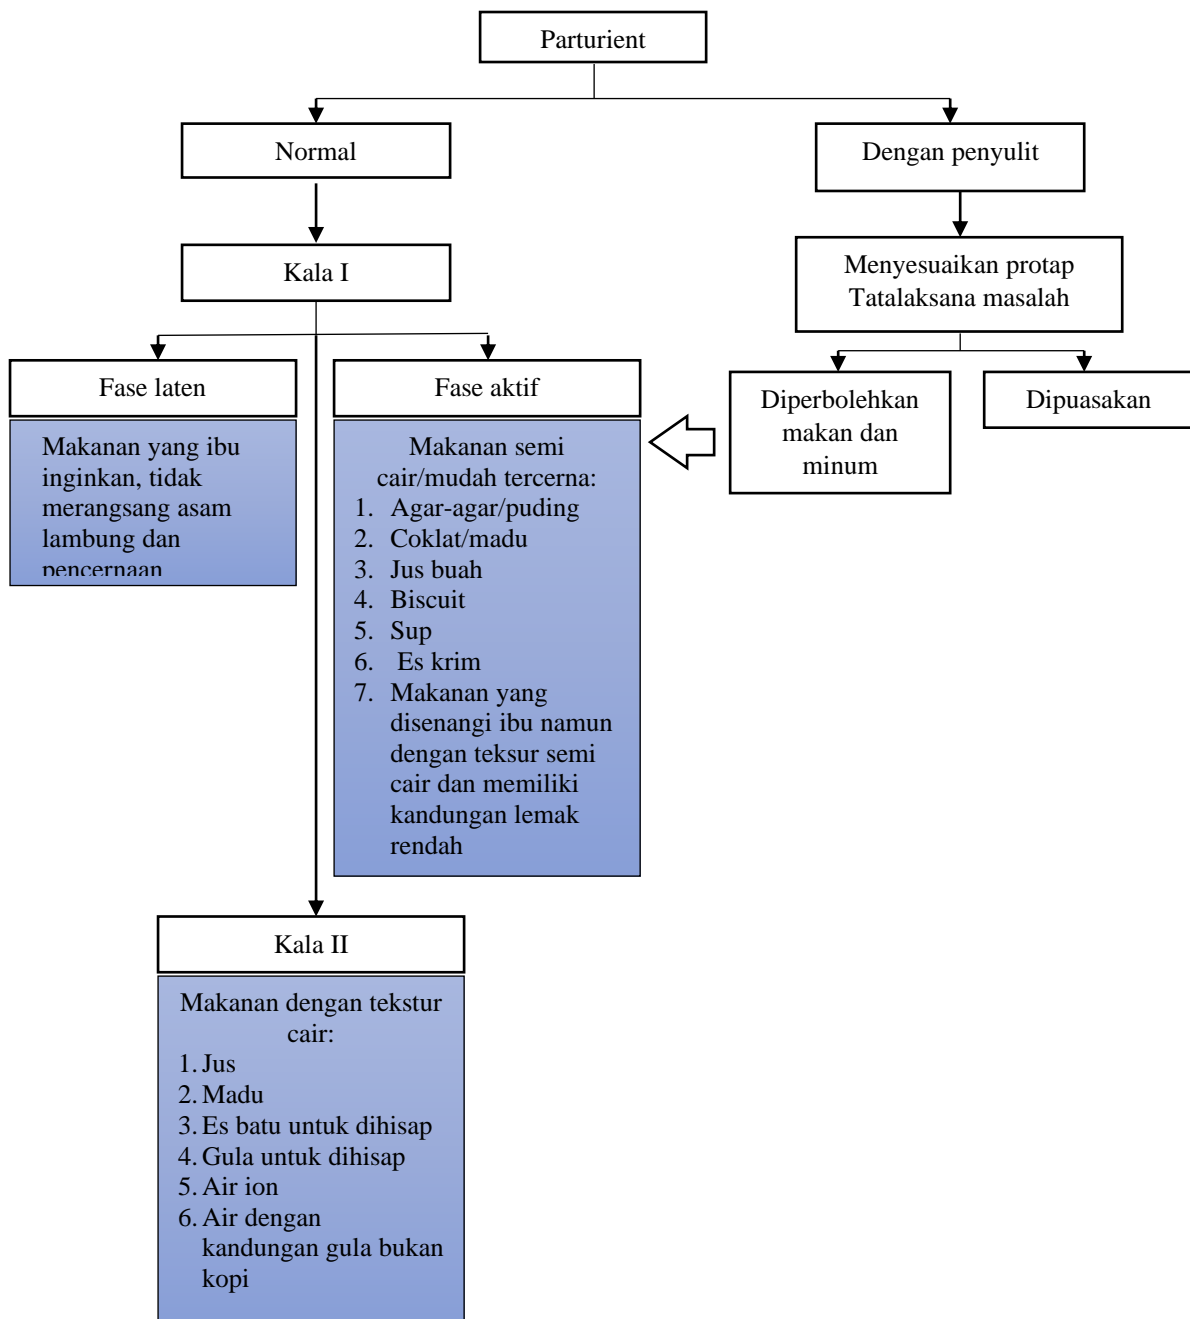 Parturient
Normal
Dengan penyulit
Kala I
Menyesuaikan protap
Tatalaksana masalah
Fase laten
Makanan yang ibu
inginkan, tidak
merangsang asam
lambung dan
pencernaan
Fase aktif
Makanan semi
cair/mudah tercerna:
1. Agar-agar/puding
2. Coklat/madu
3. Jus buah
4. Biscuit
5. Sup
6. Es krim
7. Makanan yang
disenangi ibu namun
dengan teksur semi
cair dan memiliki
kandungan lemak
rendah
Diperbolehkan
makan dan
minum
Dipuasakan
Kala II
Makanan dengan tekstur
cair:
1. Jus
2. Madu
3. Es batu untuk dihisap
4. Gula untuk dihisap
5. Air ion
6. Air dengan
kandungan gula bukan
kopi